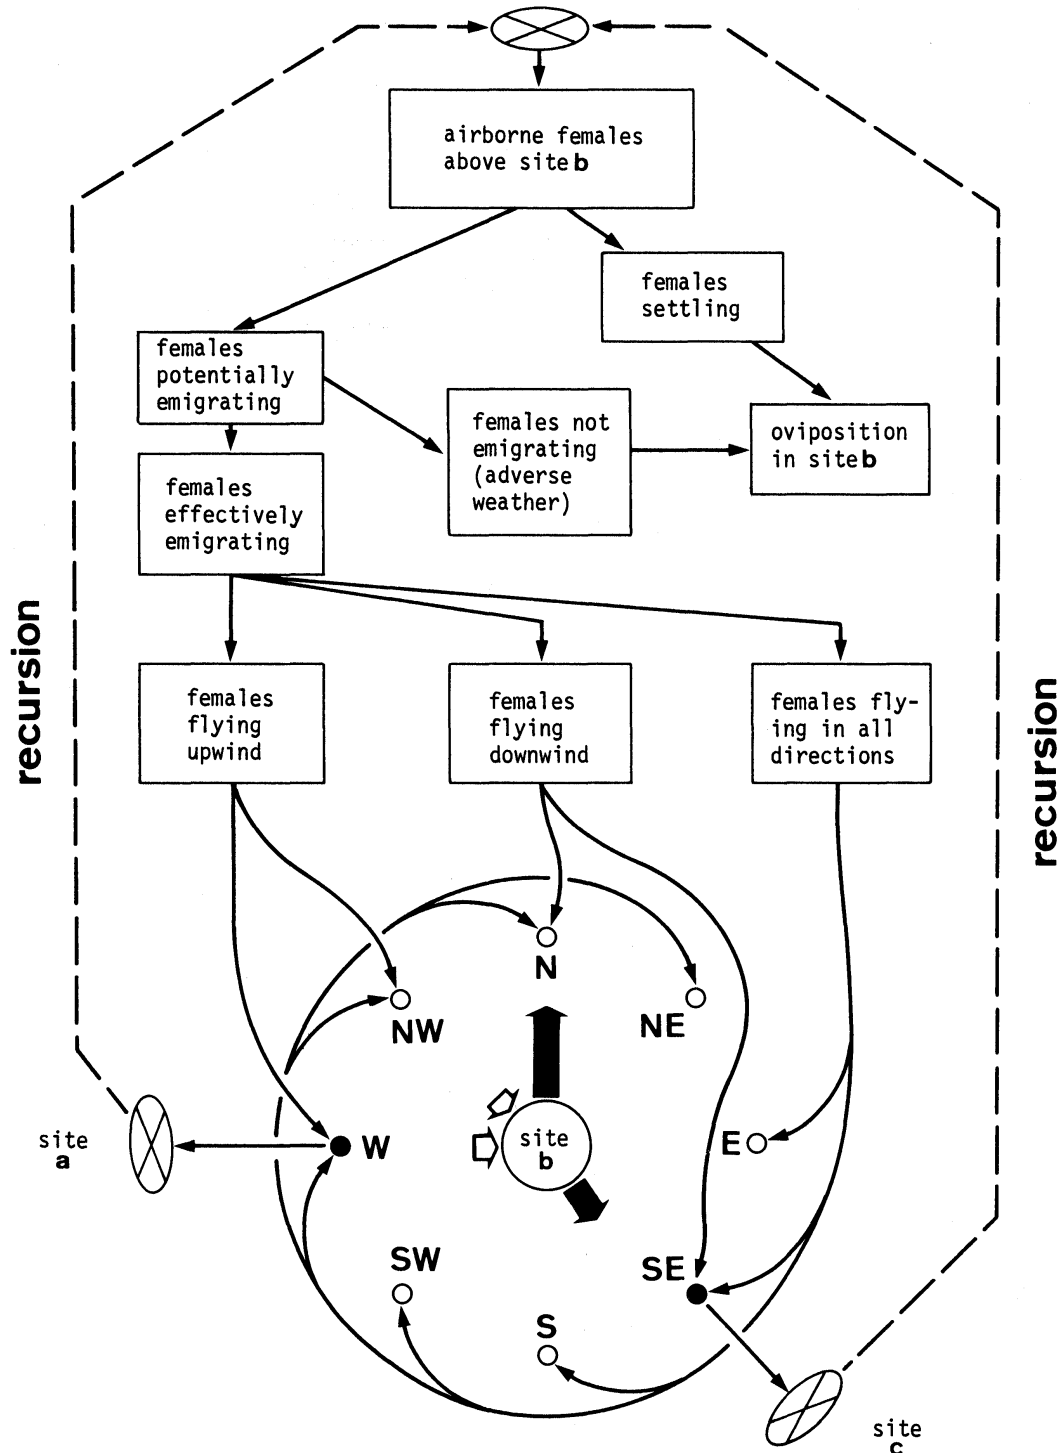 airborne females
above site b
females
settling
females
potentially
emigrating
females not
emigrating
(adverse
weather)
oviposition
in site b
females
effectively
emigrating
recursion
recursion
females
flying
upwind
females
flying
downwind
females fly-
ing in all
directions
N
NW
NE
site
a
W
site
b
E
SW
SE
S
site
c